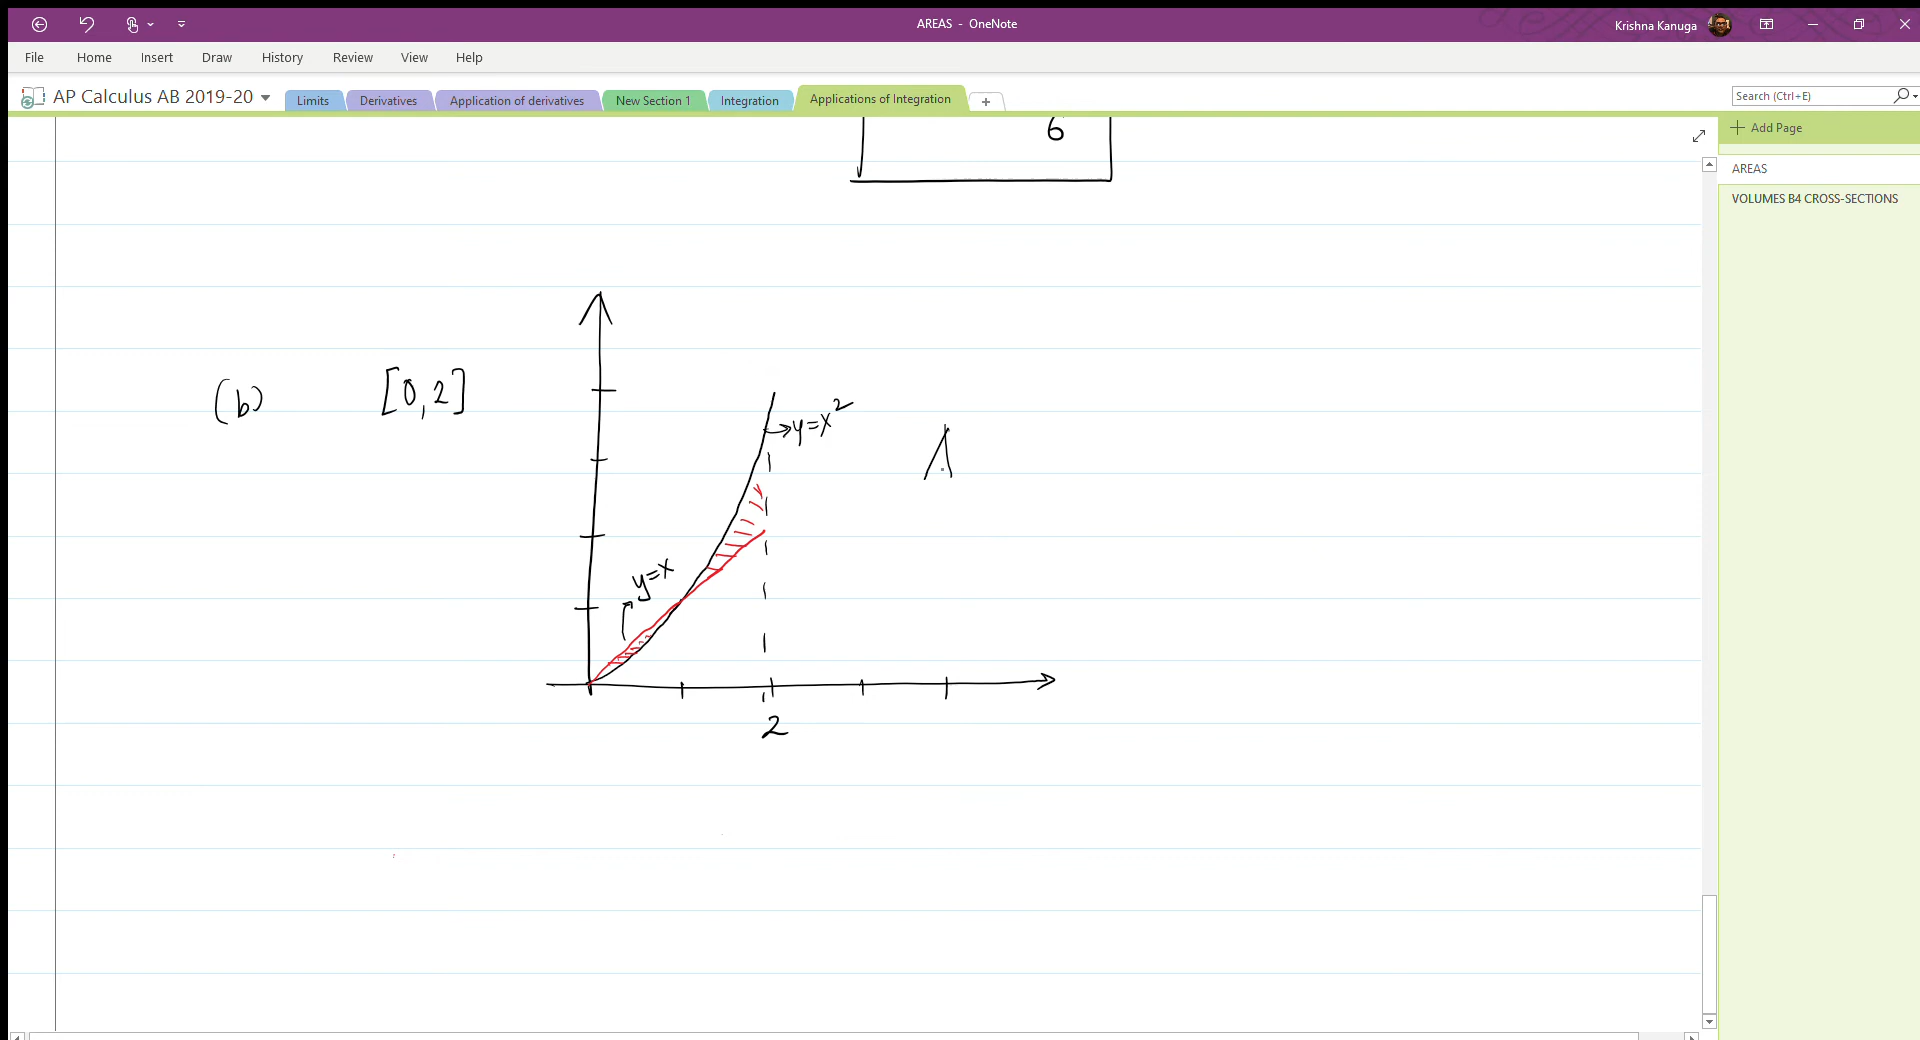 AREAS - OneNote
Krishna Kanuga
File Home Insert Draw History Review View Help
AP Calculus AB 2019-20
Limits Derivatives Application of derivatives New Section 1 Integration Applications of Integration +
Search (Ctrl+E)
Add Page
AREAS
VOLUMES B4 CROSS-SECTIONS
6
(b) [0,2]
y=x²
y=x
2